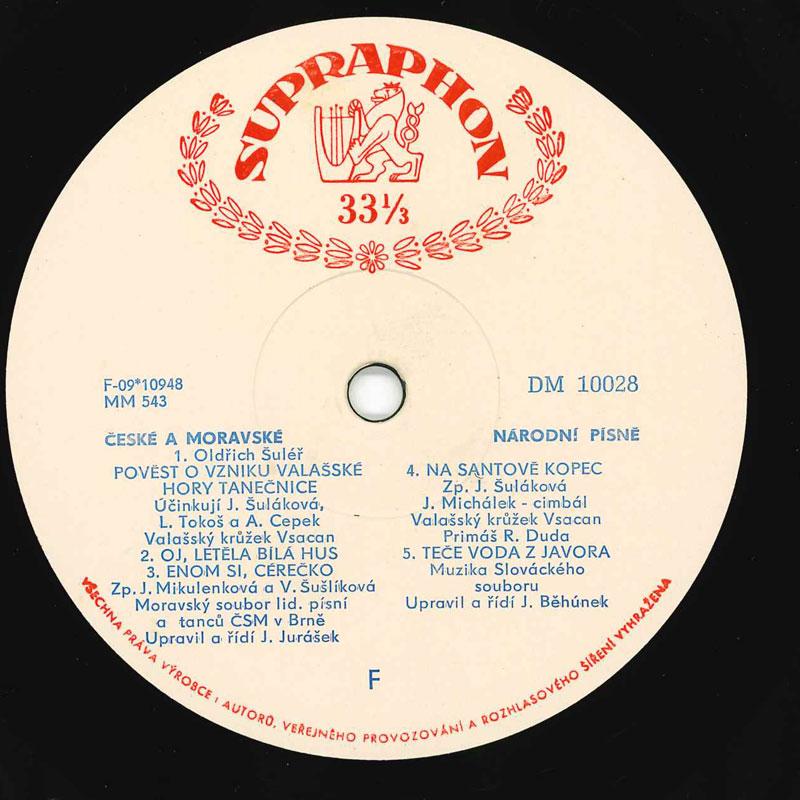 SUPRAPHON
33⅓
F-09*10948
MM 543
DM 10028
ČESKÉ A MORAVSKÉ
NÁRODNÍ PÍSNĚ
1. Oldřich Šuléř
POVĚST O VZNIKU VALAŠSKÉ
HORY TANEČNICE
Účinkují J. Šuláková,
L. Tokoš a A. Cepek
Valašský krůžek Vsacan
2. OJ, LETĚLA BÍLÁ HUS
3. ENOM SI, CÉREČKO
Zp. J. Mikulenková a V. Šušlíková
Moravský soubor lid. písní
a tanců ČSM v Brně
Upravil a řídí J. Jurášek
4. NA SANTOVĚ KOPEC
Zp. J. Šuláková
J. Michálek - cimbál
Valašský krůžek Vsacan
Primáš R. Duda
5. TEČE VODA Z JAVORA
Muzika Slováckého
souboru
Upravil a řídí J. Běhúnek
F
VŠECHNA PRÁVA VÝROBCE I AUTORŮ, VEŘEJNÉHO PROVOZOVÁNÍ A ROZHLASOVÉHO ŠÍŘENÍ VYHRAŽENA